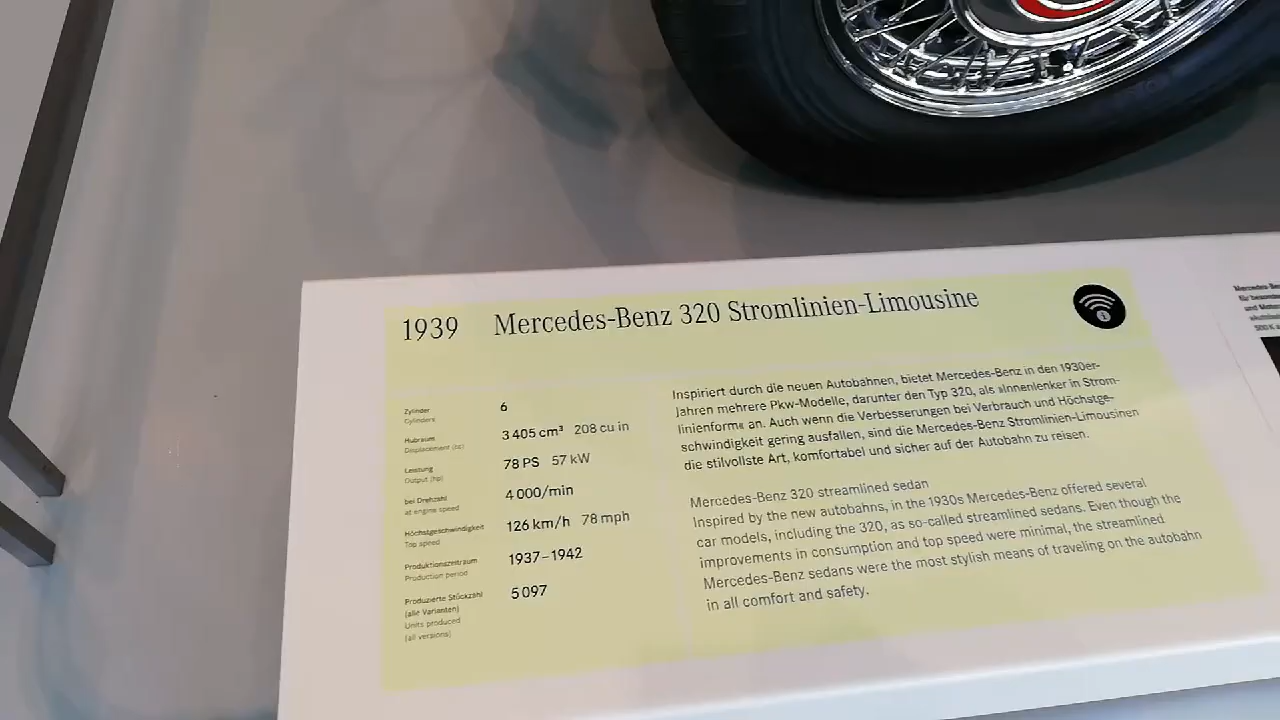 1939 Mercedes-Benz 320 Stromlinien-Limousine
Zylinder 6
Cylinders
Hubraum 3 405 cm³ 208 cu in
Displacement (cc)
Leistung 78 PS 57 kW
Output (hp)
bei Drehzahl 4 000/min
at engine speed
Höchstgeschwindigkeit 126 km/h 78 mph
Top speed
Produktionszeitraum 1937–1942
Production period
Produzierte Stückzahl 5 097
(alle Varianten)
Units produced
(all versions)
Inspiriert durch die neuen Autobahnen, bietet Mercedes-Benz in den 1930er-
Jahren mehrere Pkw-Modelle, darunter den Typ 320, als »Innenlenker in Strom-
linienform« an. Auch wenn die Verbesserungen bei Verbrauch und Höchstge-
schwindigkeit gering ausfallen, sind die Mercedes-Benz Stromlinien-Limousinen
die stilvollste Art, komfortabel und sicher auf der Autobahn zu reisen.
Mercedes-Benz 320 streamlined sedan
Inspired by the new autobahns, in the 1930s Mercedes-Benz offered several
car models, including the 320, as so-called streamlined sedans. Even though the
improvements in consumption and top speed were minimal, the streamlined
Mercedes-Benz sedans were the most stylish means of traveling on the autobahn
in all comfort and safety.